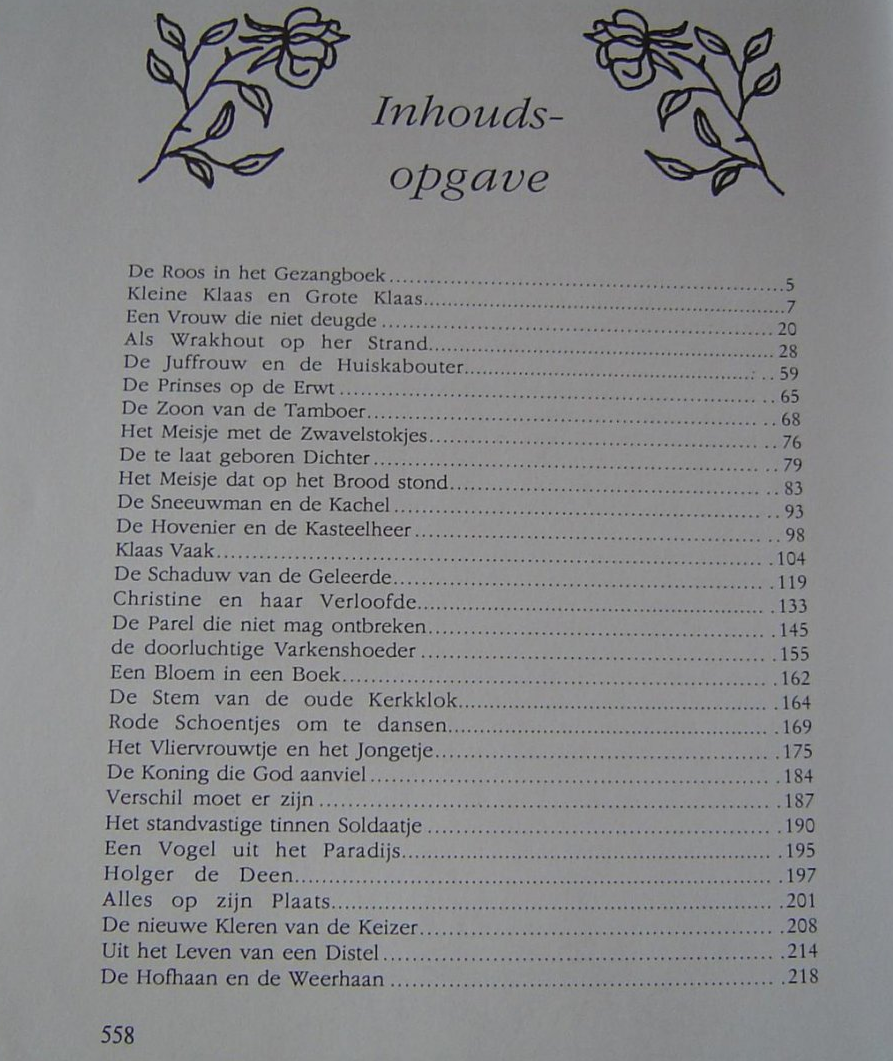 Inhouds-
opgave
De Roos in het Gezangboek..........5
Kleine Klaas en Grote Klaas..........7
Een Vrouw die niet deugde..........20
Als Wrakhout op her Strand..........28
De Juffrouw en de Huiskabouter..........59
De Prinses op de Erwt..........65
De Zoon van de Tamboer..........68
Het Meisje met de Zwavelstokjes..........76
De te laat geboren Dichter..........79
Het Meisje dat op het Brood stond..........83
De Sneeuwman en de Kachel..........93
De Hovenier en de Kasteelheer..........98
Klaas Vaak..........104
De Schaduw van de Geleerde..........119
Christine en haar Verloofde..........133
De Parel die niet mag ontbreken..........145
de doorluchtige Varkenshoeder..........155
Een Bloem in een Boek..........162
De Stem van de oude Kerkklok..........164
Rode Schoentjes om te dansen..........169
Het Vliervrouwtje en het Jongetje..........175
De Koning die God aanviel..........184
Verschil moet er zijn..........187
Het standvastige tinnen Soldaatje..........190
Een Vogel uit het Paradijs..........195
Holger de Deen..........197
Alles op zijn Plaats..........201
De nieuwe Kleren van de Keizer..........208
Uit het Leven van een Distel..........214
De Hofhaan en de Weerhaan..........218
558